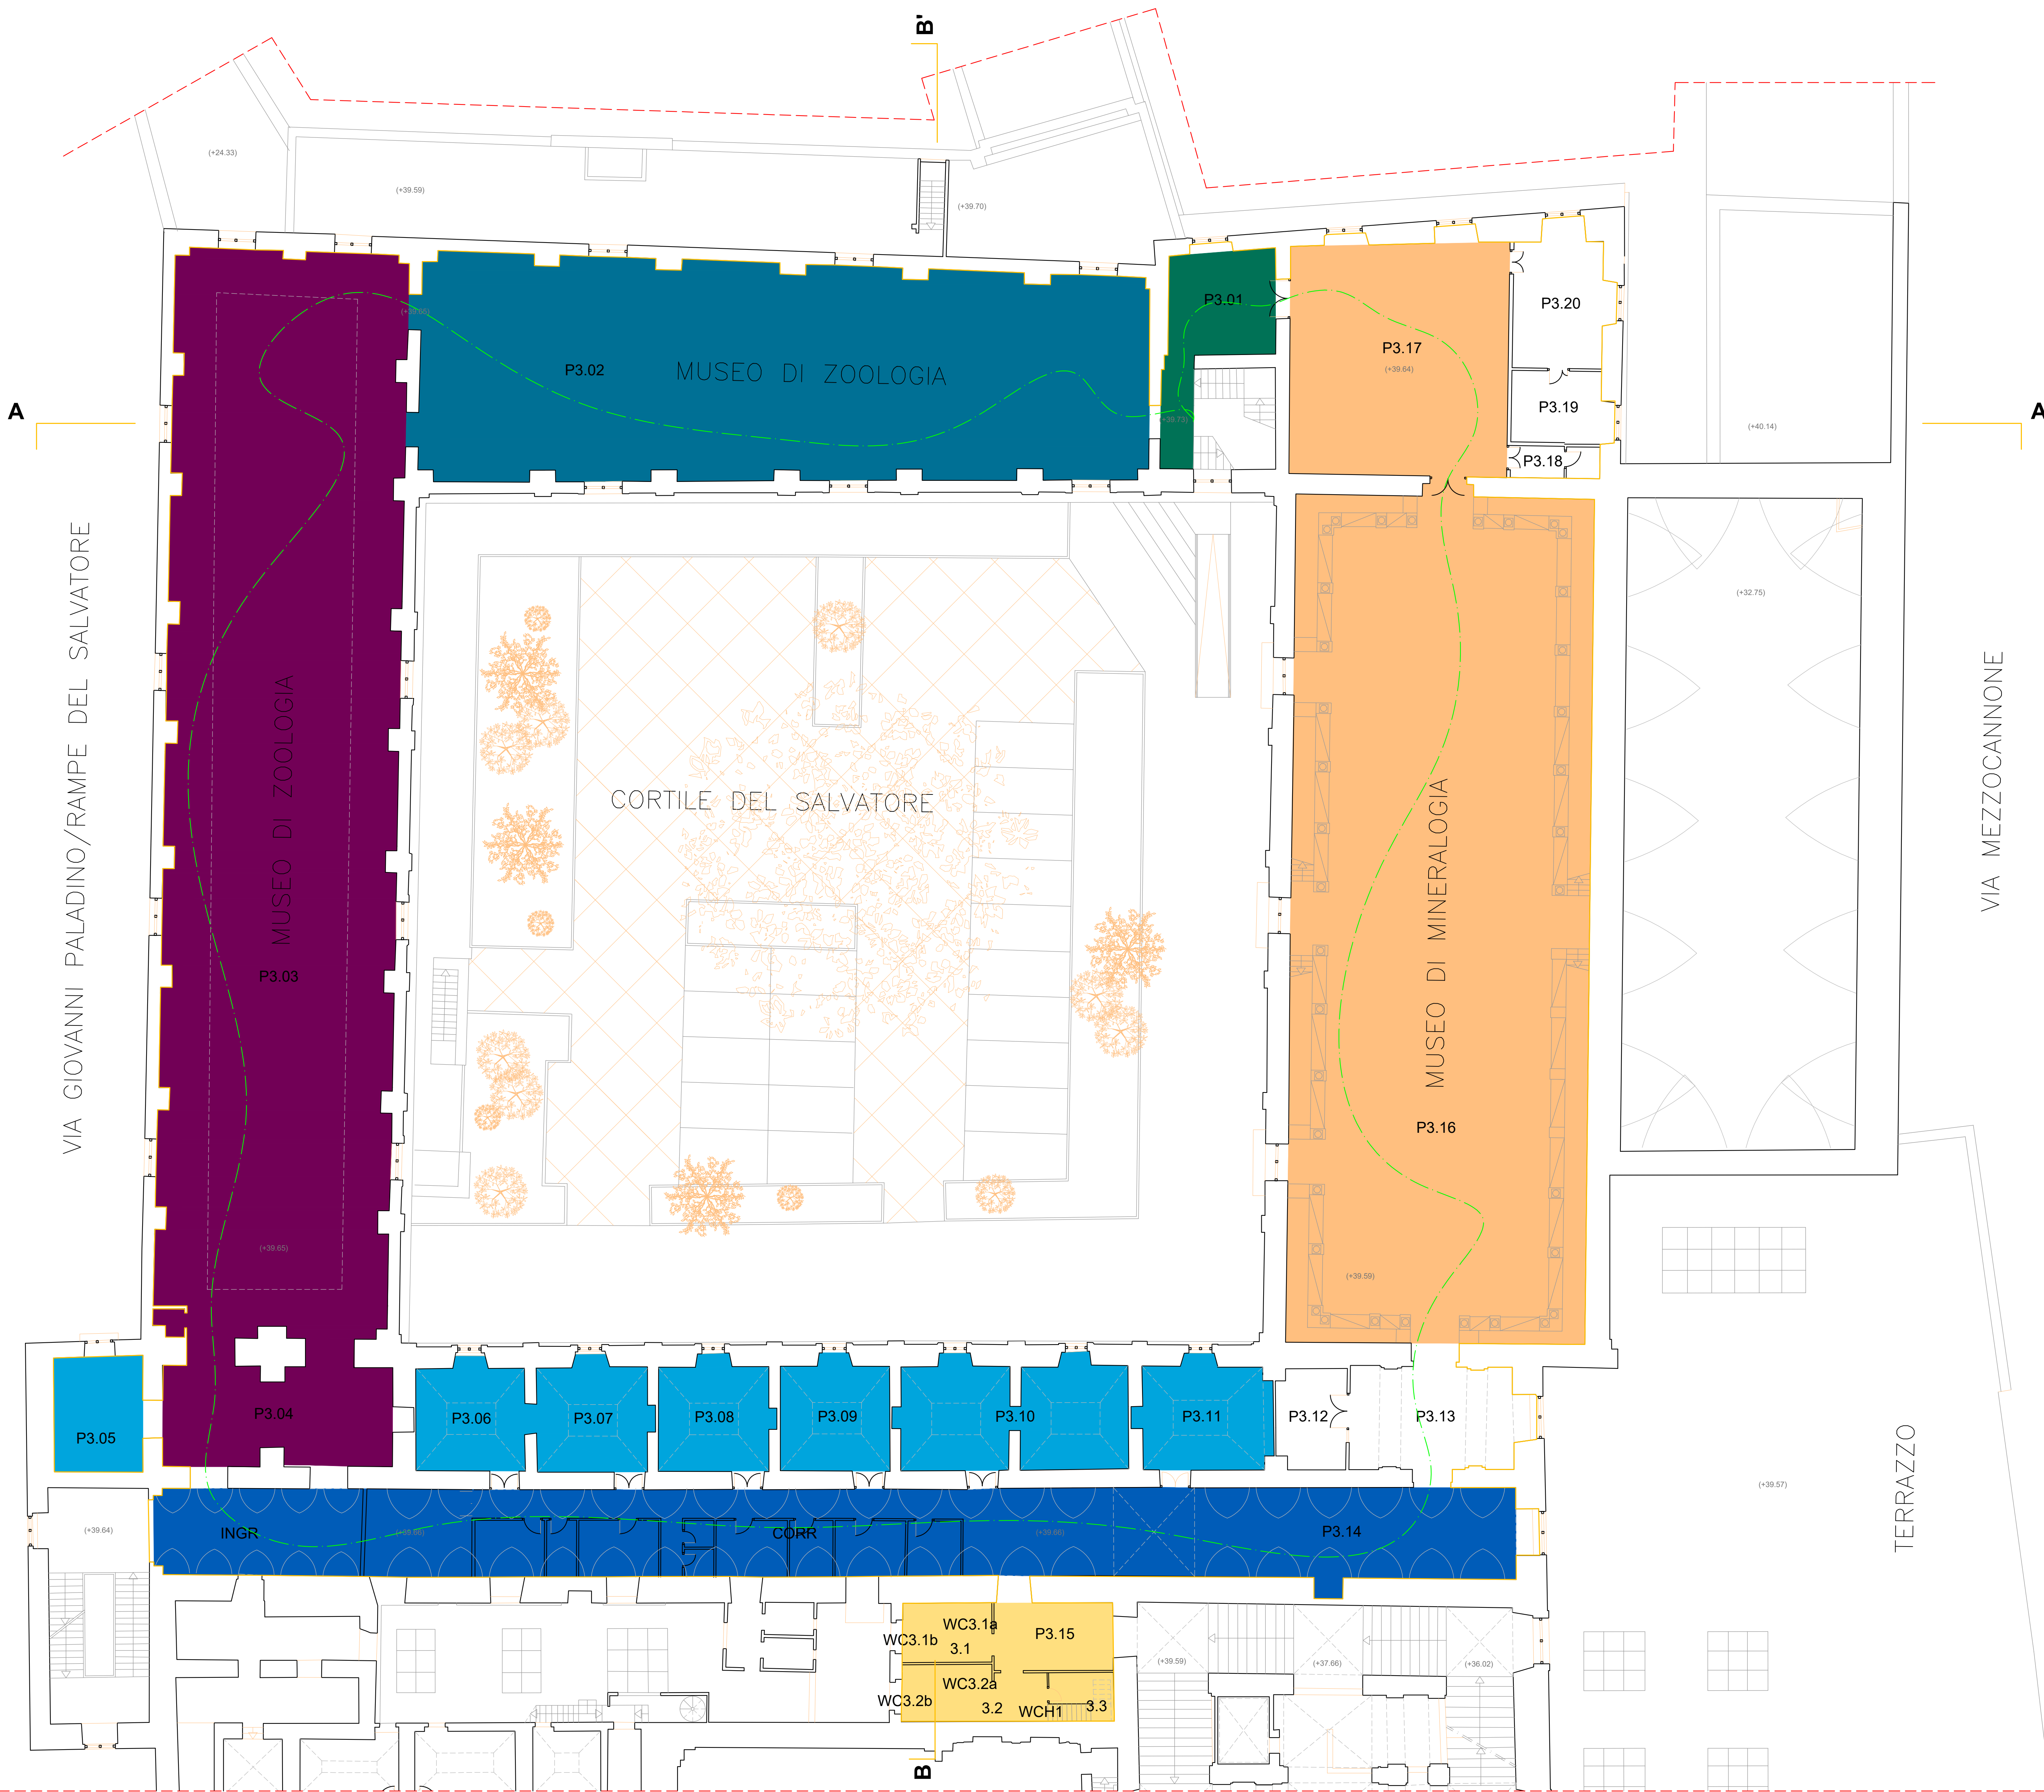 B'
(+24.33)
(+39.59)
(+39.70)
P3.01
P3.20
P3.17
(+39.64)
P3.02
MUSEO DI ZOOLOGIA
P3.19
A
(+39.73)
A
(+40.14)
P3.18
VIA GIOVANNI PALADINO/RAMPE DEL SALVATORE
MUSEO DI ZOOLOGIA
P3.03
(+39.65)
CORTILE DEL SALVATORE
MUSEO DI MINERALOGIA
P3.16
(+39.59)
(+32.75)
VIA MEZZOCANNONE
P3.05
P3.04
P3.06
P3.07
P3.08
P3.09
P3.10
P3.11
P3.12
P3.13
TERRAZZO
(+39.57)
(+39.64)
INGR
CORR
(+39.66)
P3.14
WC3.1b
WC3.1a
3.1
P3.15
WC3.2a
WC3.2b
3.2
WCH1
3.3
(+39.59)
(+37.66)
(+36.02)
B